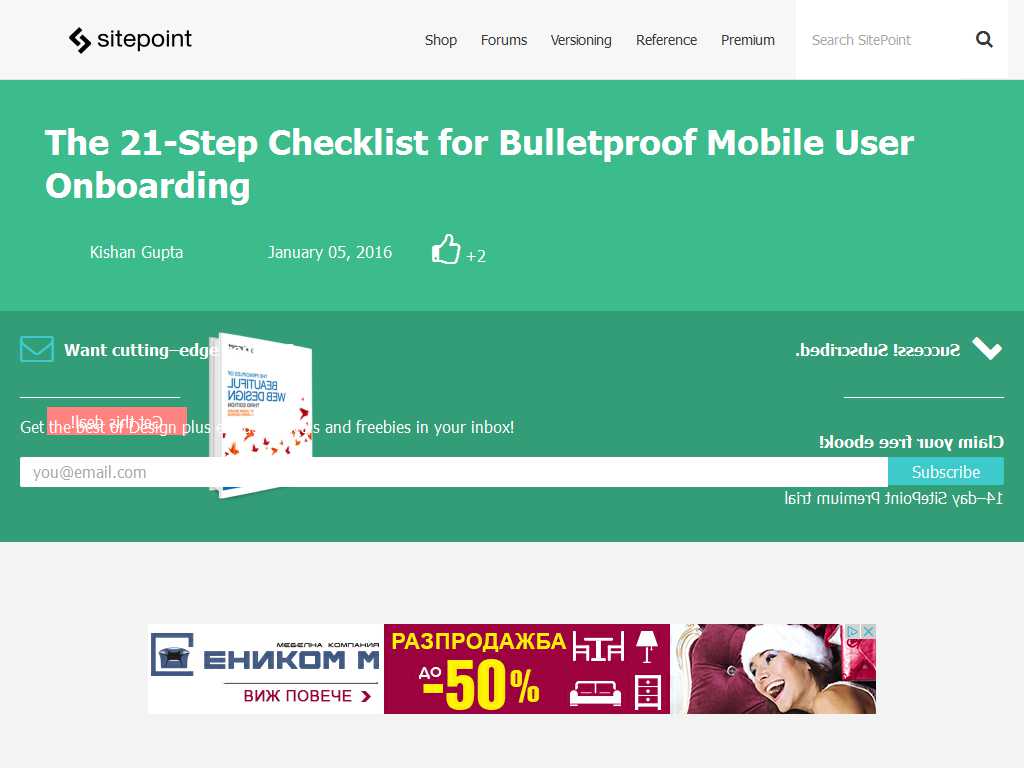 sitepoint
Shop Forums Versioning Reference Premium Search SitePoint
The 21-Step Checklist for Bulletproof Mobile User
Onboarding
Kishan Gupta January 05, 2016 +2
Want cutting–edge
Success! Subscribed.
THE PRINCIPLES OF
BEAUTIFUL
WEB DESIGN
THIRD EDITION
Get this deal!
Get the best of Design plus and freebies in your inbox!
Claim your free ebook!
you@email.com Subscribe
14–day SitePoint Premium trial
МЕБЕЛНА КОМПАНИЯ
ЕНИКОМ М
ВИЖ ПОВЕЧЕ
РАЗПРОДАЖБА
ДО
-50%